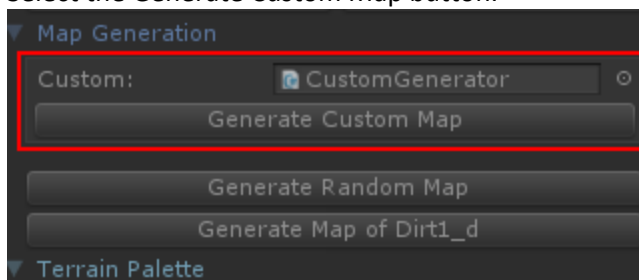 Select the Generate Custom Map button.
Map Generation
Custom: CustomGenerator
Generate Custom Map
Generate Random Map
Generate Map of Dirt1_d
Terrain Palette